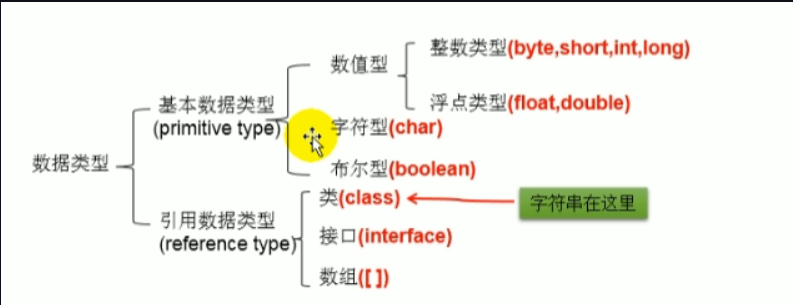 整数类型(byte,short,int,long)
数值型
浮点类型(float,double)
基本数据类型
(primitive type)
字符型(char)
数据类型
布尔型(boolean)
类(class)
字符串在这里
引用数据类型
(reference type)
接口(interface)
数组([ ])